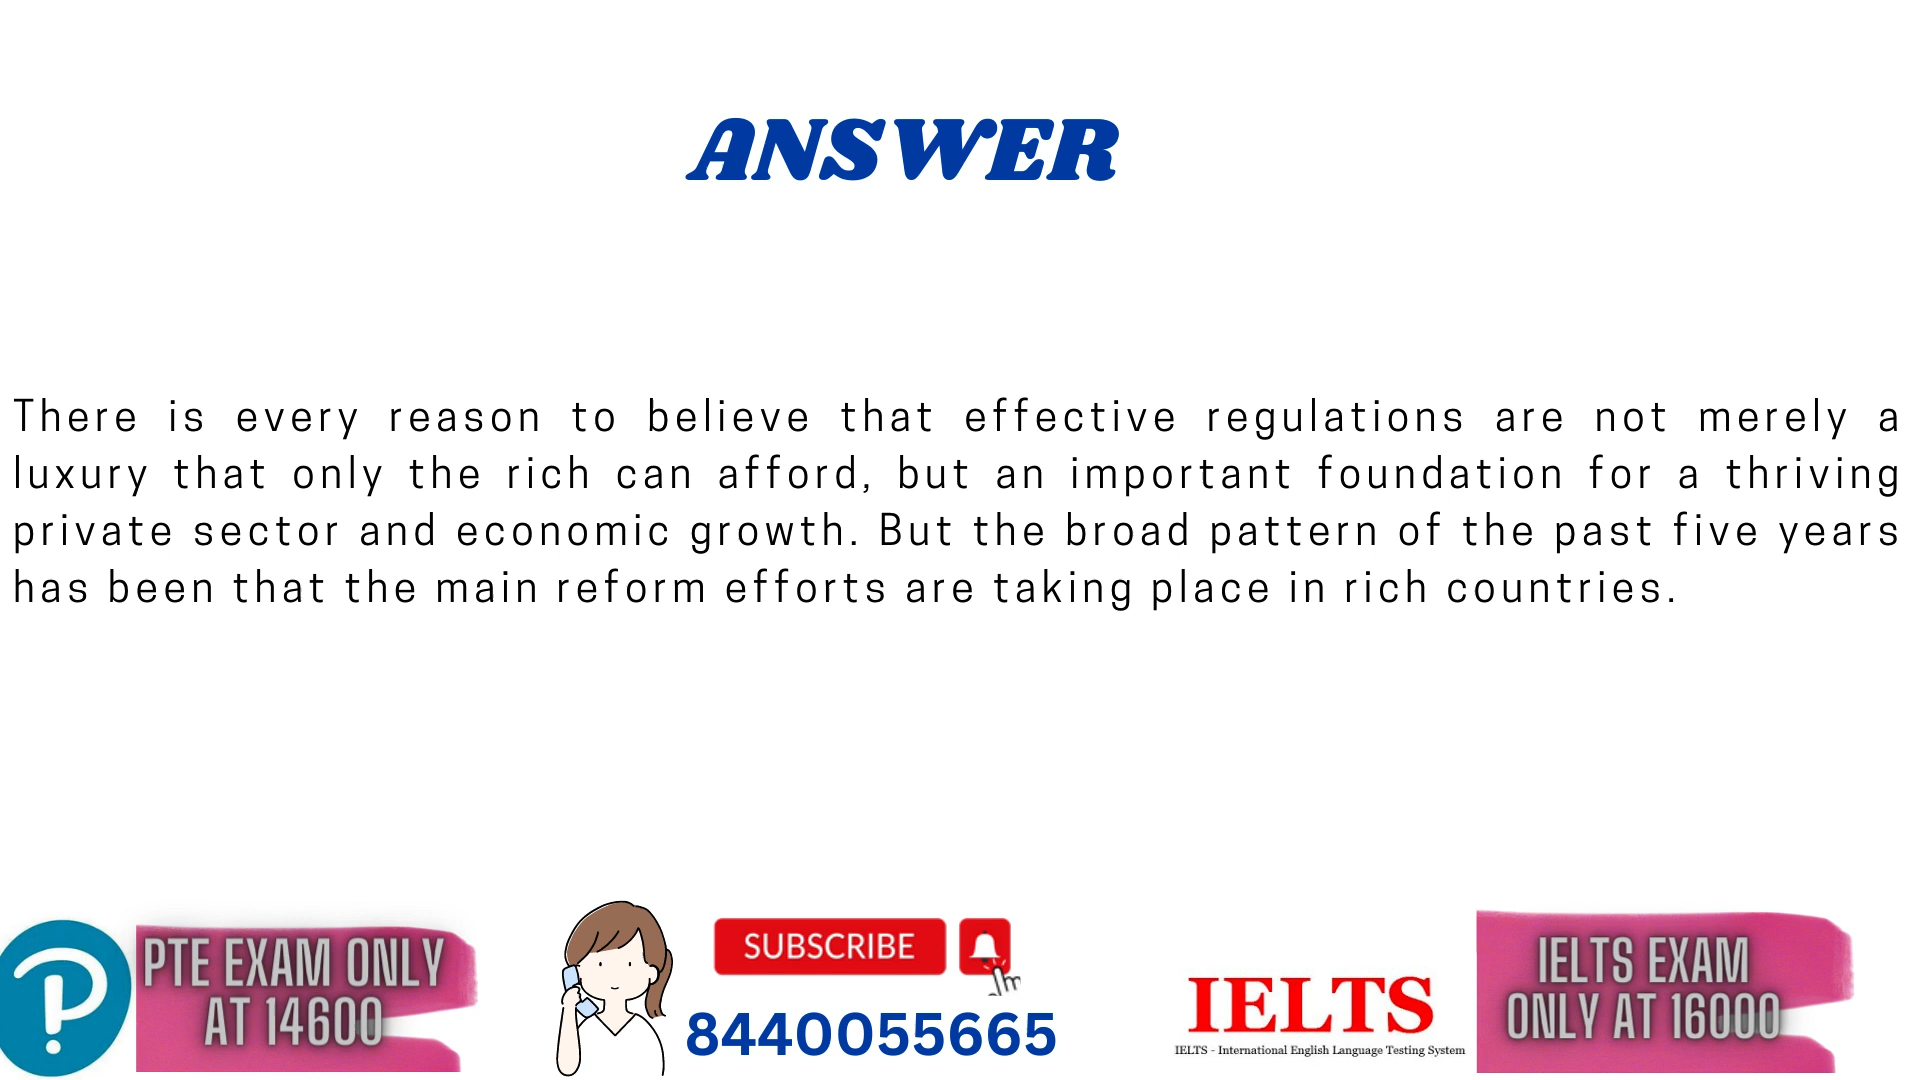 ANSWER
There is every reason to believe that effective regulations are not merely a
luxury that only the rich can afford, but an important foundation for a thriving
private sector and economic growth. But the broad pattern of the past five years
has been that the main reform efforts are taking place in rich countries.
PTE EXAM ONLY
AT 14600
SUBSCRIBE
8440055665
IELTS
IELTS - International English Language Testing System
IELTS EXAM
ONLY AT 16000